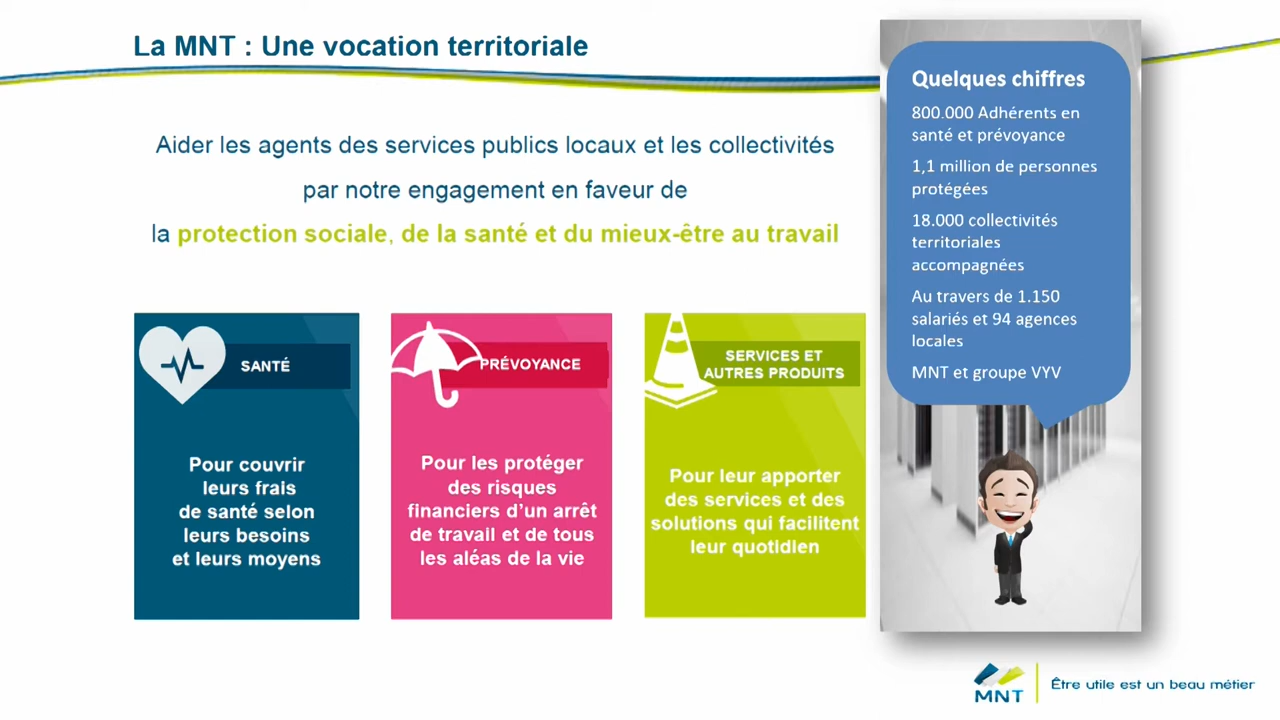 La MNT : Une vocation territoriale
Aider les agents des services publics locaux et les collectivités
par notre engagement en faveur de
la protection sociale, de la santé et du mieux-être au travail
SANTÉ
Pour couvrir
leurs frais
de santé selon
leurs besoins
et leurs moyens
PRÉVOYANCE
Pour les protéger
des risques
financiers d'un arrêt
de travail et de tous
les aléas de la vie
SERVICES ET
AUTRES PRODUITS
Pour leur apporter
des services et des
solutions qui facilitent
leur quotidien
Quelques chiffres
800.000 Adhérents en
santé et prévoyance
1,1 million de personnes
protégées
18.000 collectivités
territoriales
accompagnées
Au travers de 1.150
salariés et 94 agences
locales
MNT et groupe VYV
MNT
Être utile est un beau métier